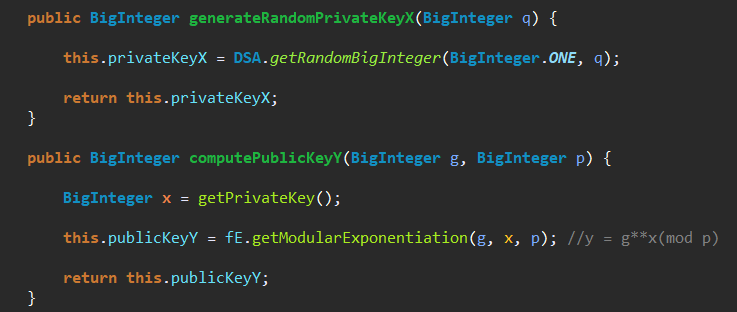 public BigInteger generateRandomPrivateKeyX(BigInteger q) {
this.privateKeyX = DSA.getRandomBigInteger(BigInteger.ONE, q);
return this.privateKeyX;
}
public BigInteger computePublicKeyY(BigInteger g, BigInteger p) {
BigInteger x = getPrivateKey();
this.publicKeyY = fE.getModularExponentiation(g, x, p); //y = g**x(mod p)
return this.publicKeyY;
}